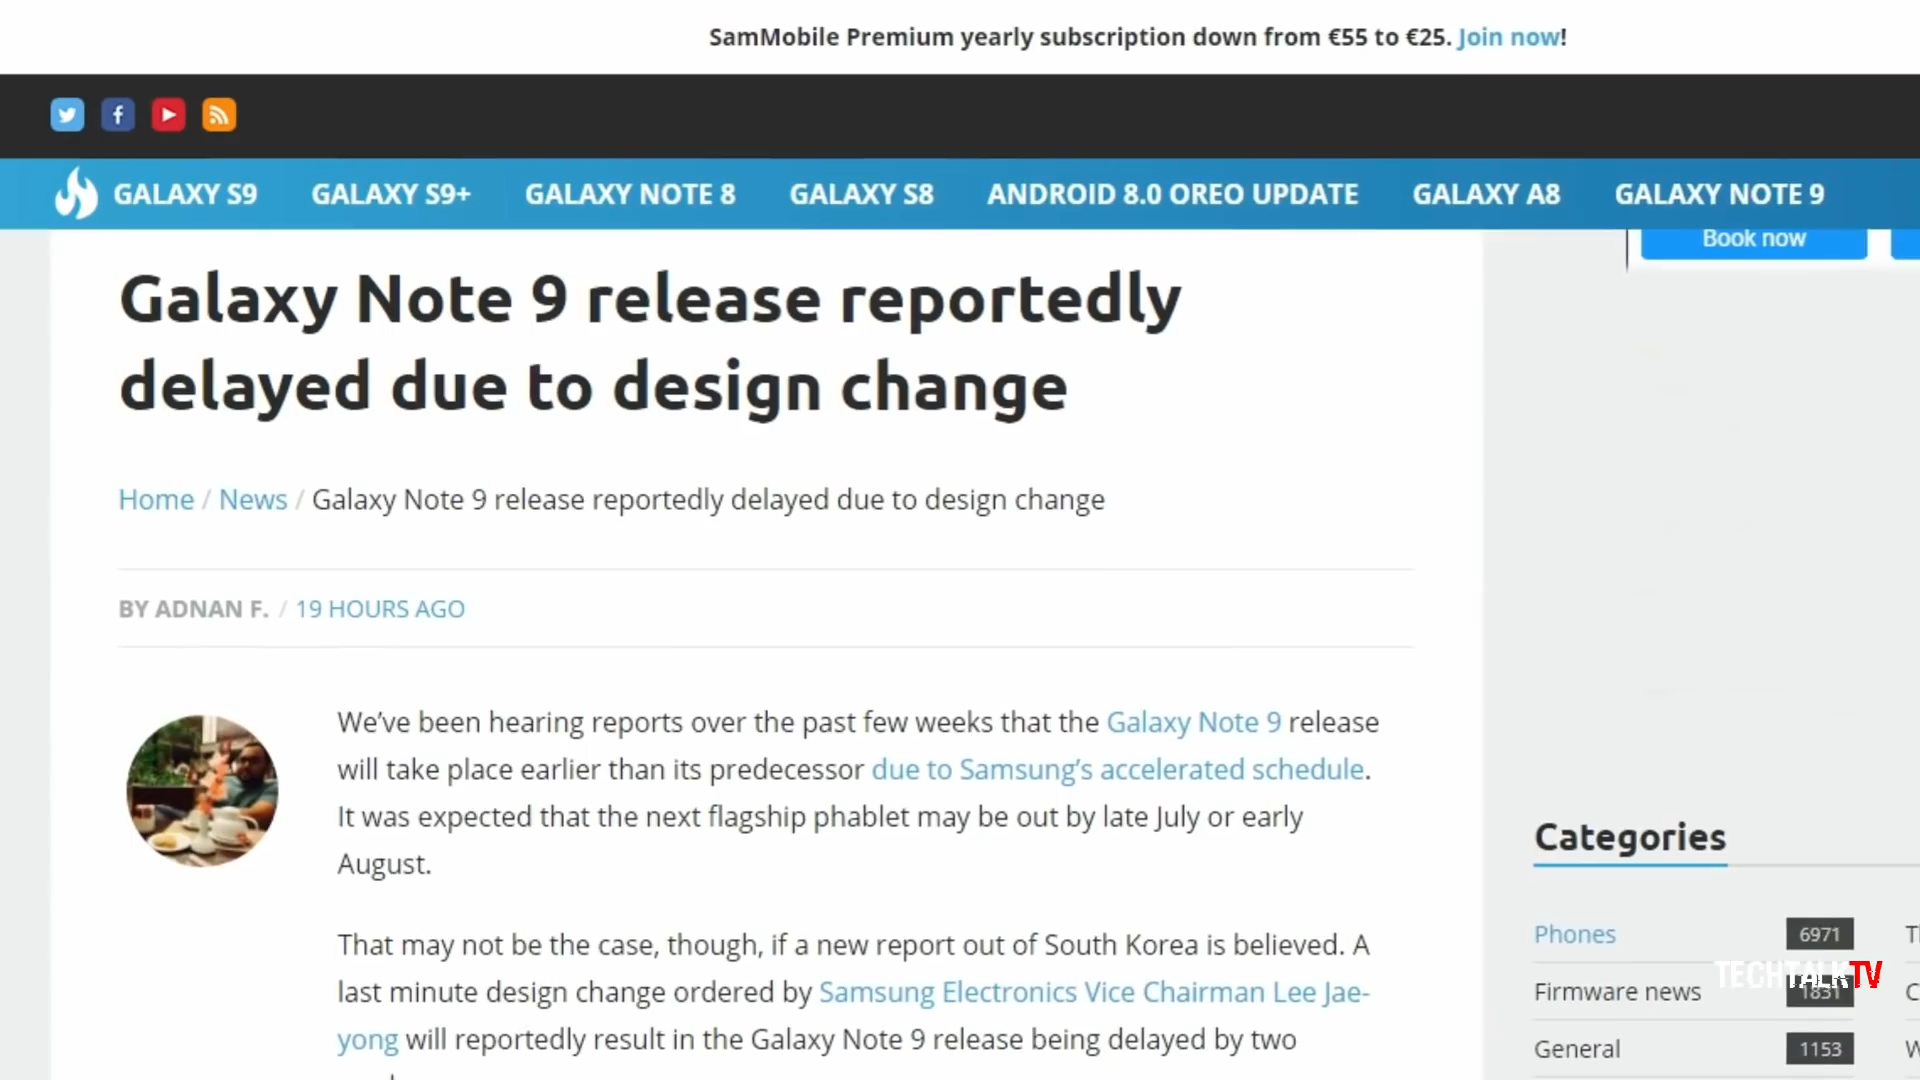 SamMobile Premium yearly subscription down from €55 to €25. Join now!
GALAXY S9 GALAXY S9+ GALAXY NOTE 8 GALAXY S8 ANDROID 8.0 OREO UPDATE GALAXY A8 GALAXY NOTE 9
Book now
Galaxy Note 9 release reportedly
delayed due to design change
Home / News / Galaxy Note 9 release reportedly delayed due to design change
BY ADNAN F. / 19 HOURS AGO
We’ve been hearing reports over the past few weeks that the Galaxy Note 9 release
will take place earlier than its predecessor due to Samsung’s accelerated schedule.
It was expected that the next flagship phablet may be out by late July or early
August.
That may not be the case, though, if a new report out of South Korea is believed. A
last minute design change ordered by Samsung Electronics Vice Chairman Lee Jae-
yong will reportedly result in the Galaxy Note 9 release being delayed by two
Categories
Phones 6971
Firmware news 1831
General 1153
TECHTALKTV